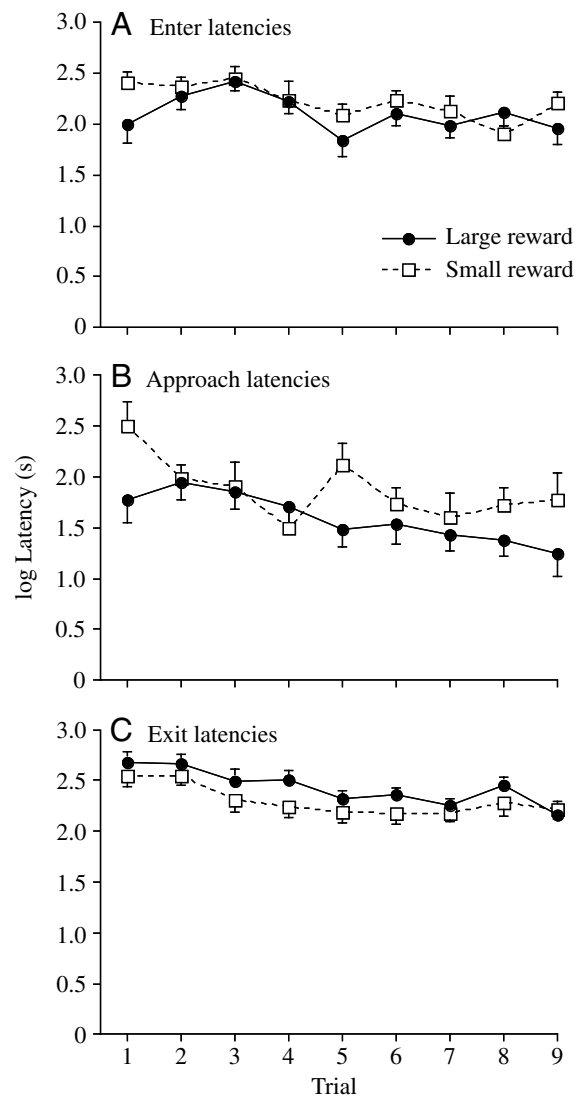 A Enter latencies
3.0
2.5
2.0
1.5
1.0
0.5
0
Large reward
Small reward
B Approach latencies
3.0
2.5
2.0
1.5
1.0
0.5
0
log Latency (s)
C Exit latencies
3.0
2.5
2.0
1.5
1.0
0.5
0
1 2 3 4 5 6 7 8 9
Trial